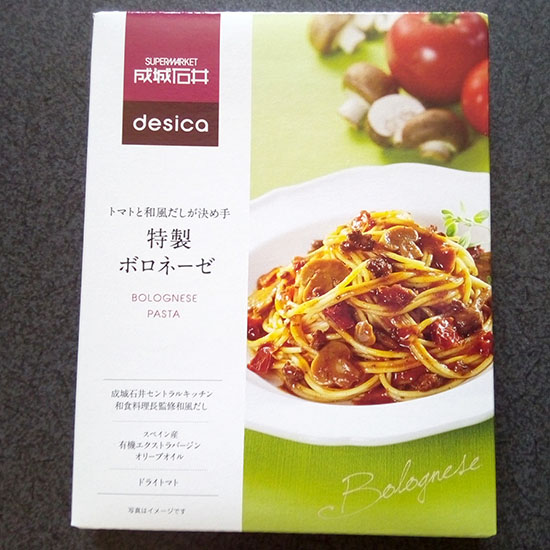 SUPERMARKET
成城石井
desica
トマトと和風だしが決め手
特製
ボロネーゼ
BOLOGNESE
PASTA
成城石井セントラルキッチン
和食料理長監修和風だし
スペイン産
有機エクストラバージン
オリーブオイル
ドライトマト
写真はイメージです
Bolognese